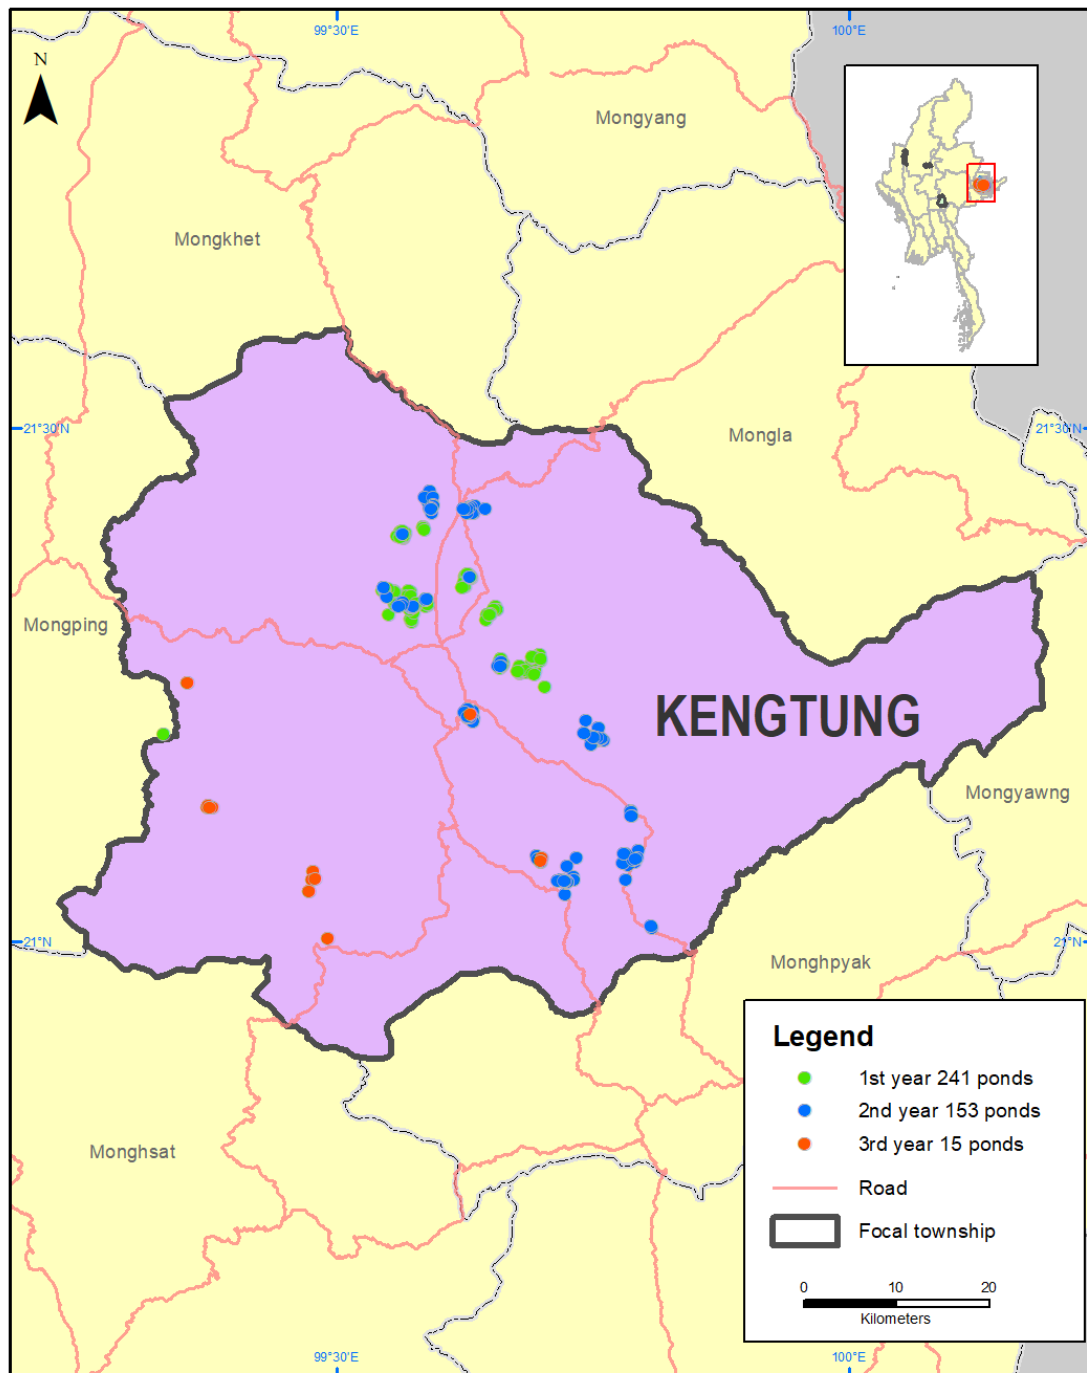 99°30'E
100°E
N
Mongyang
Mongkhet
21°30'N
Mongla
21°30'N
Mongping
KENGTUNG
Mongyawng
21°N
21°N
Monghpyak
Monghsat
Legend
1st year 241 ponds
2nd year 153 ponds
3rd year 15 ponds
Road
Focal township
0 10 20
Kilometers
99°30'E
100°E